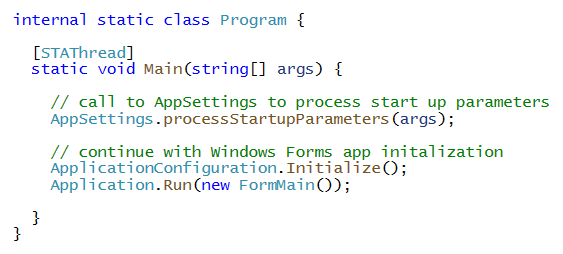 internal static class Program {
[STAThread]
static void Main(string[] args) {
// call to AppSettings to process start up parameters
AppSettings.processStartupParameters(args);
// continue with Windows Forms app initalization
ApplicationConfiguration.Initialize();
Application.Run(new FormMain());
}
}